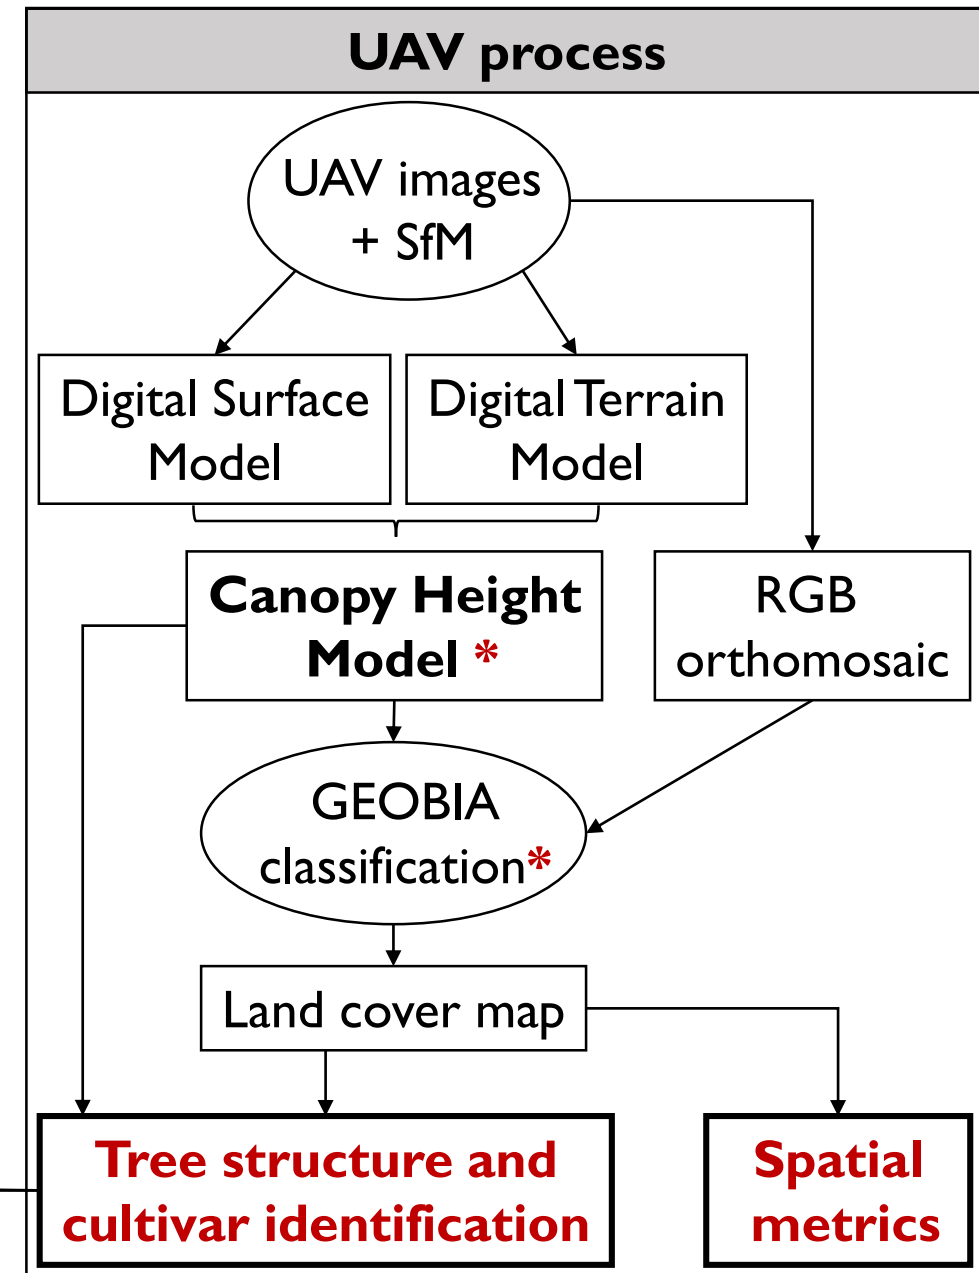 UAV process
UAV images
+ SfM
Digital Surface
Model
Digital Terrain
Model
Canopy Height
Model *
RGB
orthomosaic
GEOBIA
classification*
Land cover map
Tree structure and
cultivar identification
Spatial
metrics